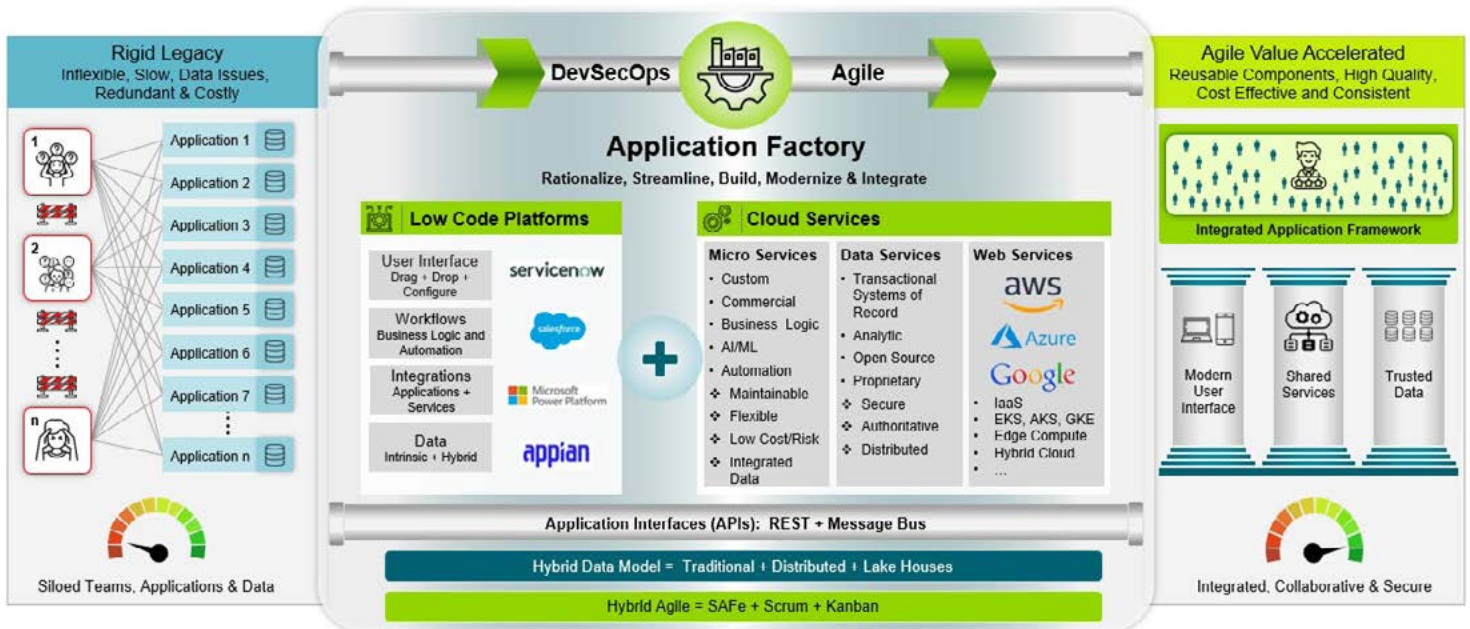 Rigid Legacy
Inflexible, Slow, Data Issues,
Redundant & Costly
1
2
n
Application 1
Application 2
Application 3
Application 4
Application 5
Application 6
Application 7
Application n
Siloed Teams, Applications & Data
DevSecOps
Agile
Application Factory
Rationalize, Streamline, Build, Modernize & Integrate
Low Code Platforms
User Interface
Drag + Drop +
Configure
Workflows
Business Logic and
Automation
Integrations
Applications +
Services
Data
Intrinsic + Hybrid
servicenow
salesforce
Microsoft
Power Platform
appian
+
Cloud Services
Micro Services
• Custom
• Commercial
• Business Logic
• AI/ML
• Automation
❖ Maintainable
❖ Flexible
❖ Low Cost/Risk
❖ Integrated
Data
Data Services
• Transactional
Systems of
Record
• Analytic
• Open Source
• Proprietary
❖ Secure
❖ Authoritative
❖ Distributed
Web Services
aws
Azure
Google
• IaaS
• EKS, AKS, GKE
• Edge Compute
• Hybrid Cloud
• ...
Application Interfaces (APIs): REST + Message Bus
Hybrid Data Model = Traditional + Distributed + Lake Houses
Hybrid Agile = SAFe + Scrum + Kanban
Agile Value Accelerated
Reusable Components, High Quality,
Cost Effective and Consistent
Integrated Application Framework
Modern
User
Interface
Shared
Services
Trusted
Data
Integrated, Collaborative & Secure